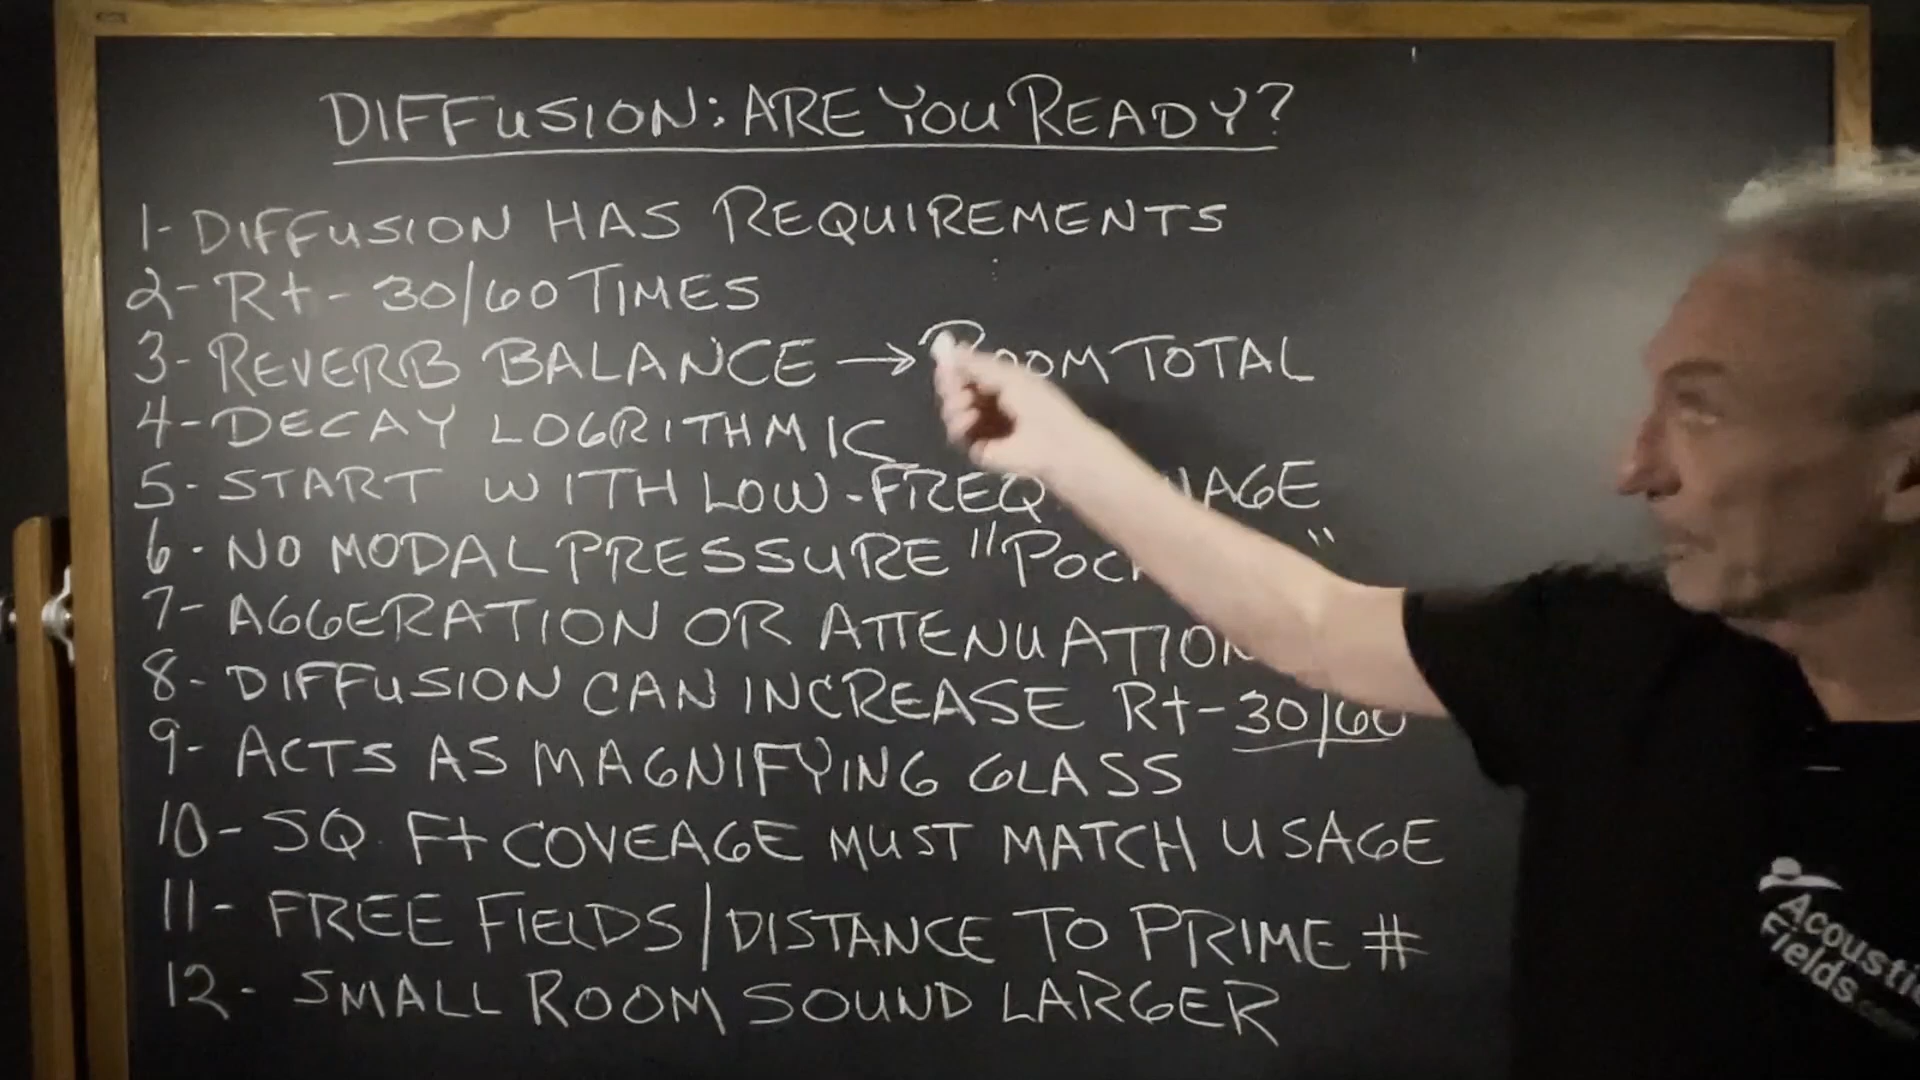 DIFFUSION: ARE YOU READY?
1- DIFFUSION HAS REQUIREMENTS
2- Rt - 30/60 TIMES
3- REVERB BALANCE → ROOM TOTAL
4- DECAY LOGRITHMIC
5- START WITH LOW-FREQ
6- NO MODAL PRESSURE "
7- AGGERATION OR ATTENUATION
8- DIFFUSION CAN INCREASE Rt-30/60
9- ACTS AS MAGNIFYING GLASS
10- SQ. Ft COVEAGE MUST MATCH USAGE
11- FREE FIELDS/DISTANCE TO PRIME #
12- SMALL ROOM SOUND LARGER
Acoustic
Fields.com